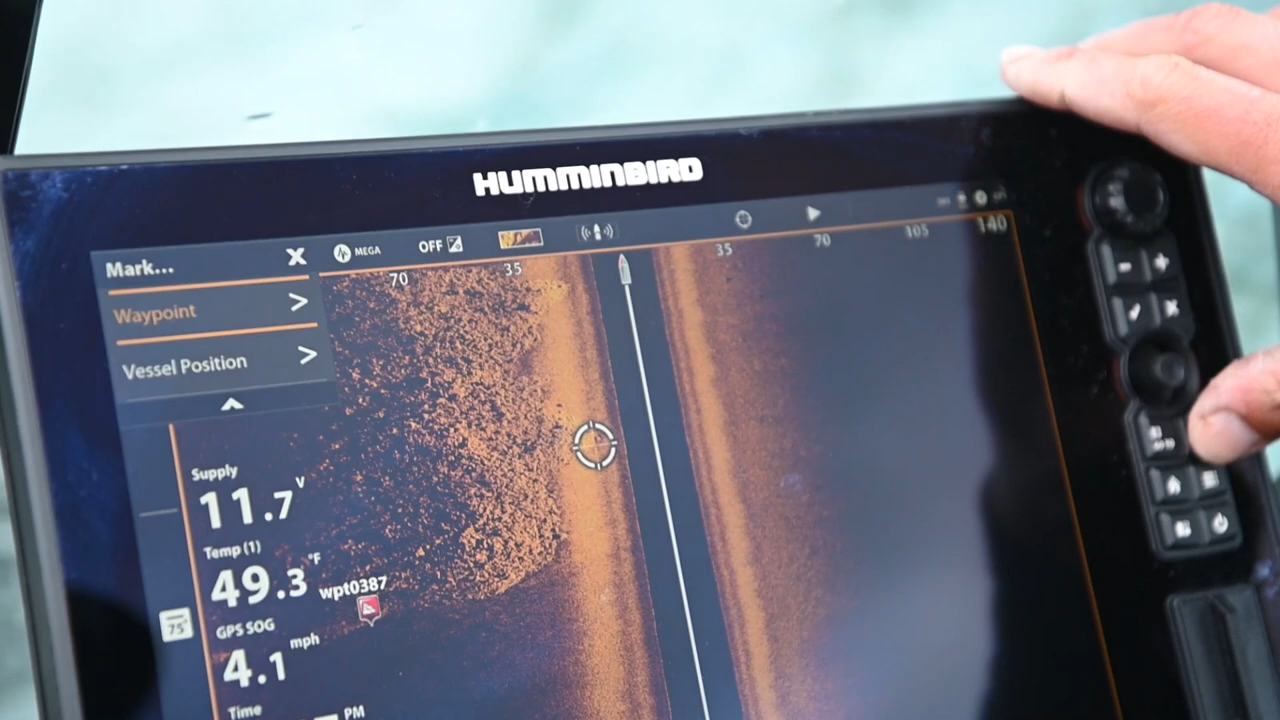 HUMMINBIRD
Mark... X
MEGA
OFF
Waypoint >
Vessel Position >
70 35 35 70 105 140
Supply
11.7 V
Temp (1)
49.3 °F
wpt0387
75°
GPS SOG
4.1 mph
Time
PM